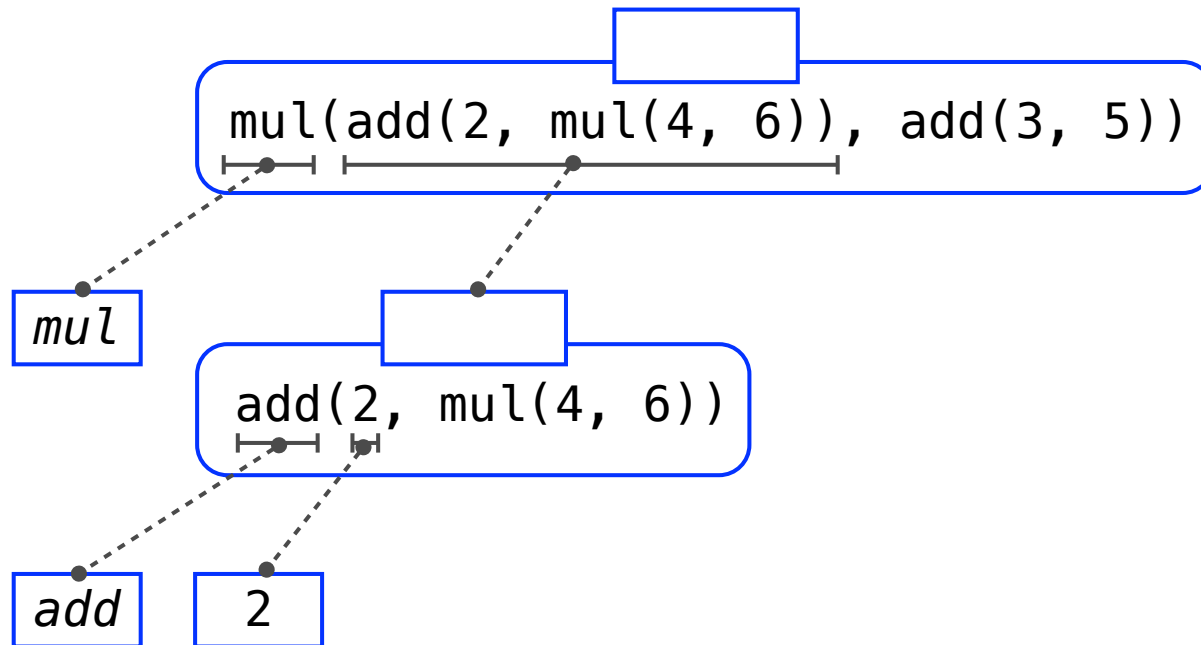 mul(add(2, mul(4, 6)), add(3, 5))
mul
add(2, mul(4, 6))
add
2